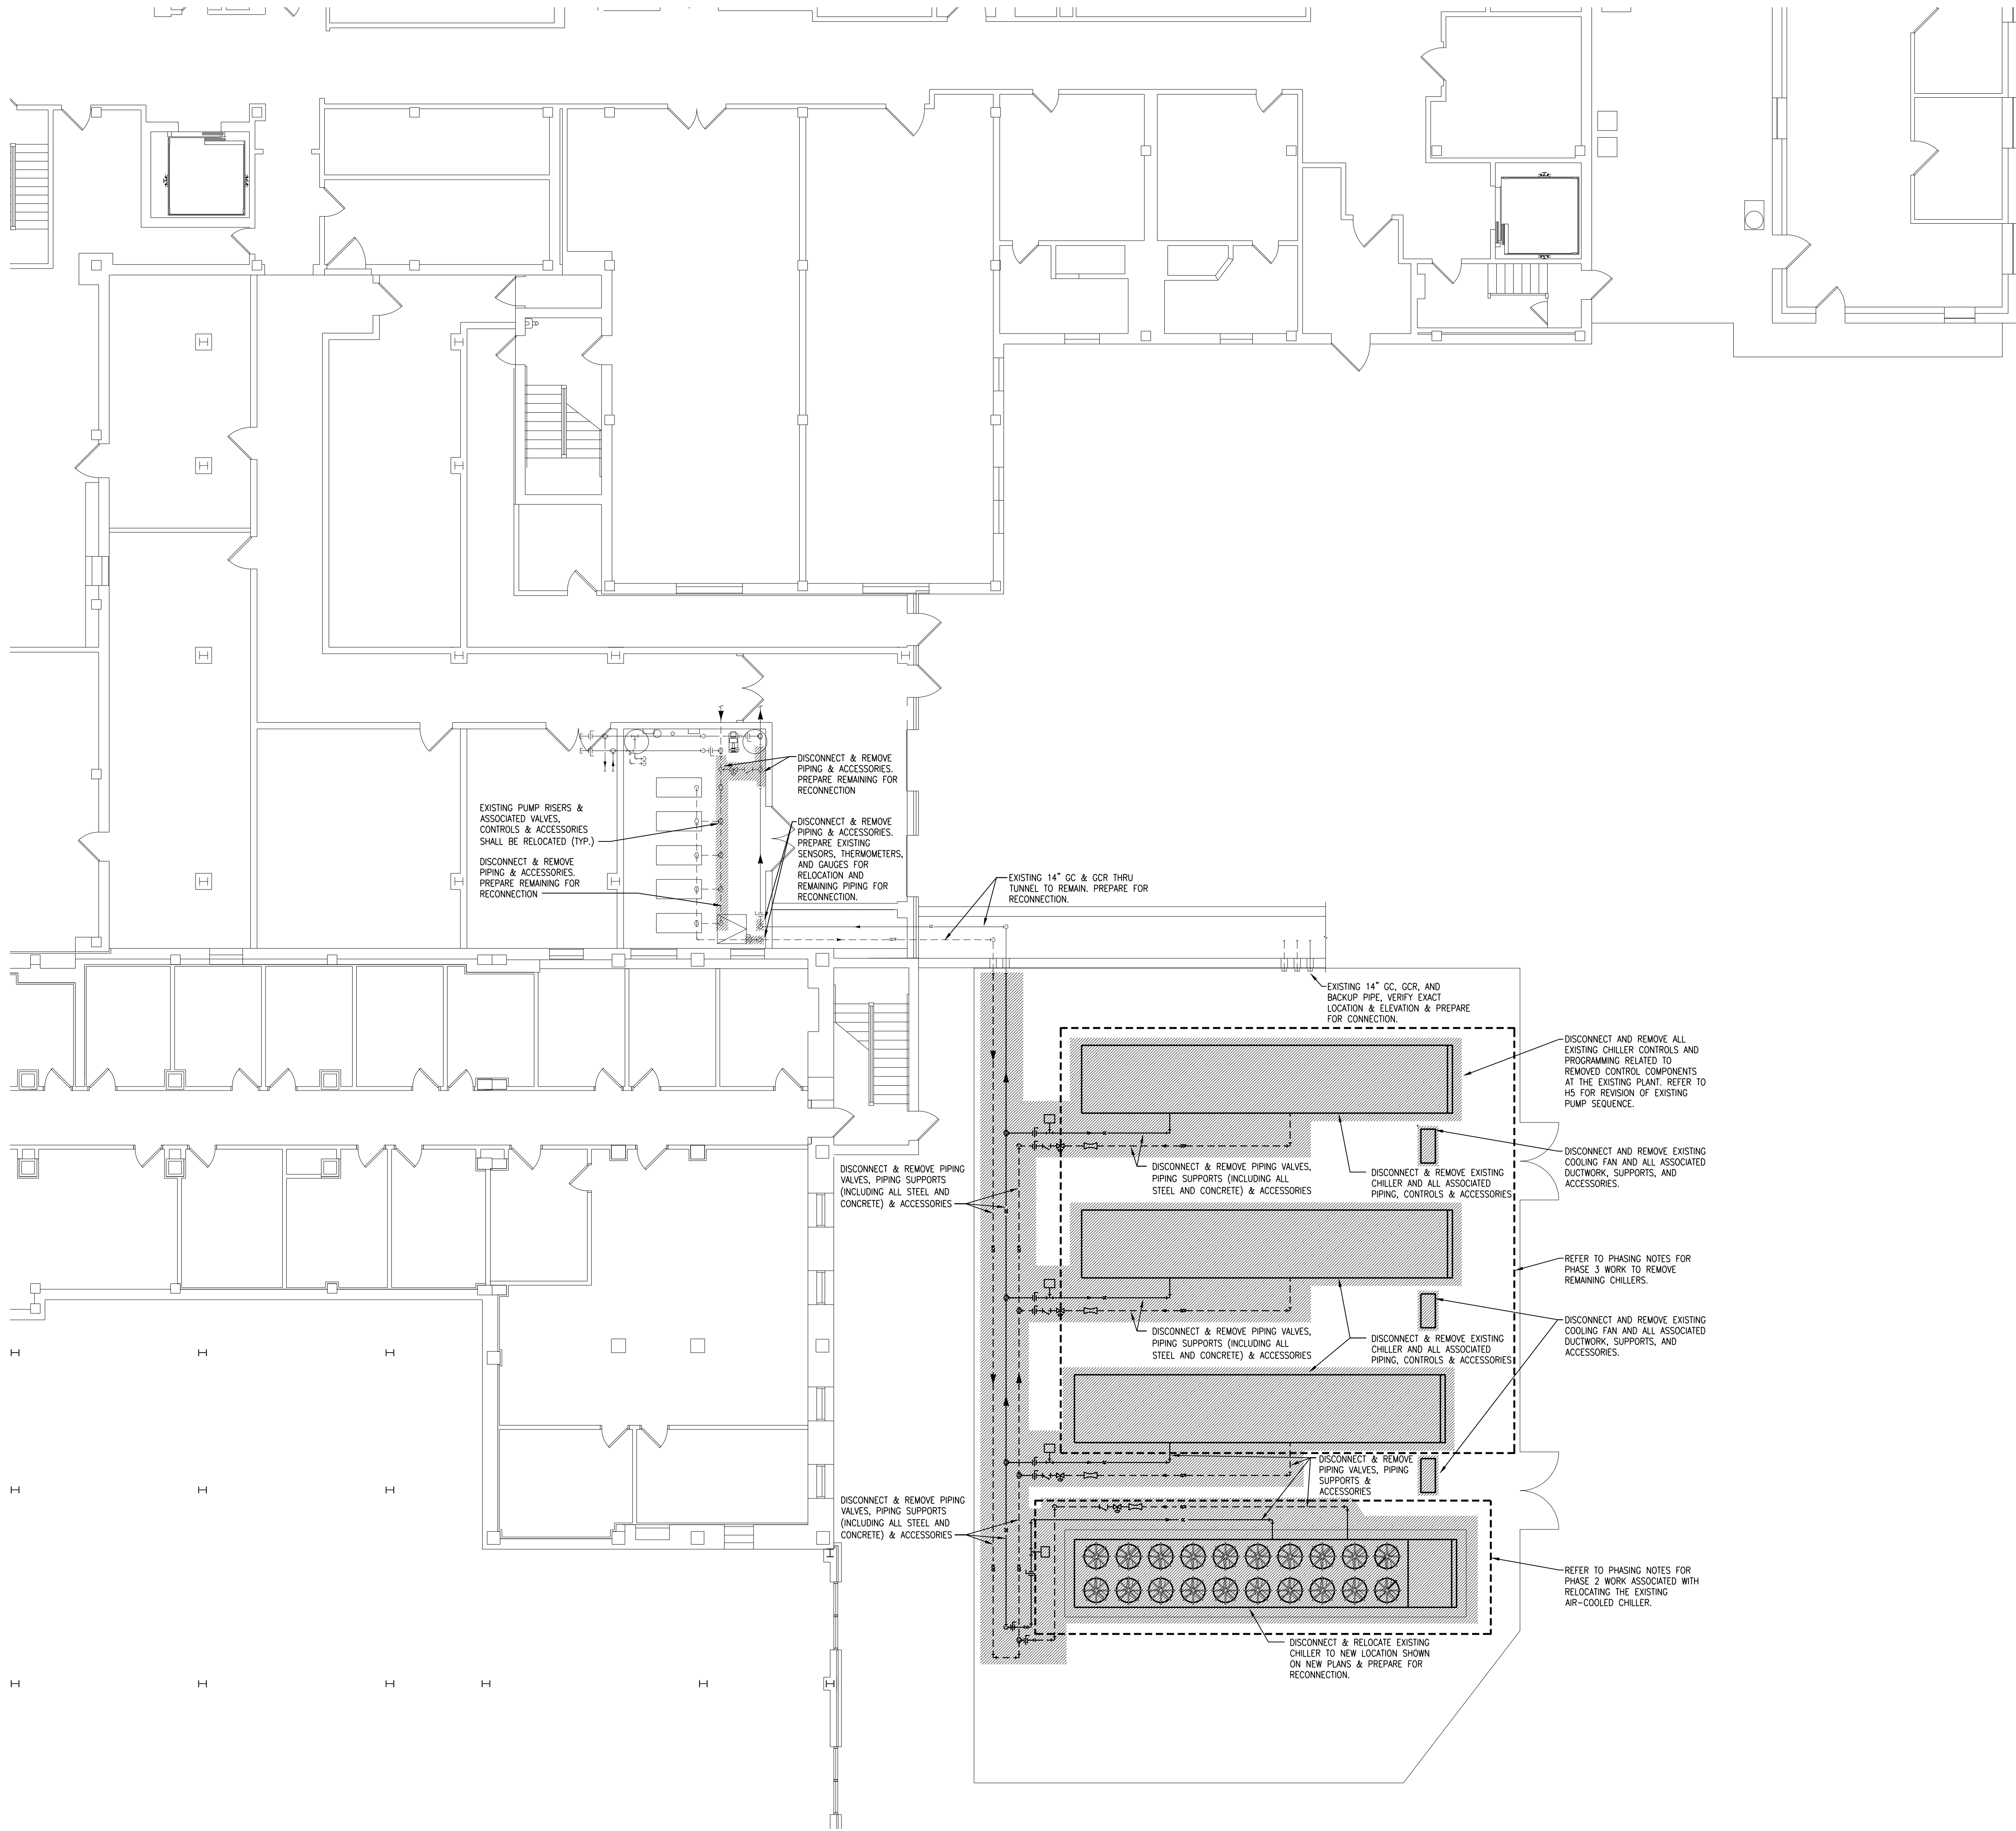 DISCONNECT & REMOVE
PIPING & ACCESSORIES.
PREPARE REMAINING FOR
RECONNECTION
EXISTING PUMP RISERS &
ASSOCIATED VALVES,
CONTROLS & ACCESSORIES
SHALL BE RELOCATED (TYP.)
DISCONNECT & REMOVE
PIPING & ACCESSORIES.
PREPARE EXISTING
SENSORS, THERMOMETERS,
AND GAUGES FOR
RELOCATION AND
REMAINING PIPING FOR
RECONNECTION.
DISCONNECT & REMOVE
PIPING & ACCESSORIES.
PREPARE REMAINING FOR
RECONNECTION
EXISTING 14" GC & GCR THRU
TUNNEL TO REMAIN. PREPARE FOR
RECONNECTION.
EXISTING 14" GC, GCR, AND
BACKUP PIPE, VERIFY EXACT
LOCATION & ELEVATION & PREPARE
FOR CONNECTION.
DISCONNECT AND REMOVE ALL
EXISTING CHILLER CONTROLS AND
PROGRAMMING RELATED TO
REMOVED CONTROL COMPONENTS
AT THE EXISTING PLANT. REFER TO
H5 FOR REVISION OF EXISTING
PUMP SEQUENCE.
DISCONNECT AND REMOVE EXISTING
COOLING FAN AND ALL ASSOCIATED
DUCTWORK, SUPPORTS, AND
ACCESSORIES.
DISCONNECT & REMOVE PIPING
VALVES, PIPING SUPPORTS
(INCLUDING ALL STEEL AND
CONCRETE) & ACCESSORIES
DISCONNECT & REMOVE PIPING VALVES,
PIPING SUPPORTS (INCLUDING ALL
STEEL AND CONCRETE) & ACCESSORIES
DISCONNECT & REMOVE EXISTING
CHILLER AND ALL ASSOCIATED
PIPING, CONTROLS & ACCESSORIES
REFER TO PHASING NOTES FOR
PHASE 3 WORK TO REMOVE
REMAINING CHILLERS.
DISCONNECT AND REMOVE EXISTING
COOLING FAN AND ALL ASSOCIATED
DUCTWORK, SUPPORTS, AND
ACCESSORIES.
DISCONNECT & REMOVE PIPING VALVES,
PIPING SUPPORTS (INCLUDING ALL
STEEL AND CONCRETE) & ACCESSORIES
DISCONNECT & REMOVE EXISTING
CHILLER AND ALL ASSOCIATED
PIPING, CONTROLS & ACCESSORIES
DISCONNECT & REMOVE
PIPING VALVES, PIPING
SUPPORTS &
ACCESSORIES
DISCONNECT & REMOVE PIPING
VALVES, PIPING SUPPORTS
(INCLUDING ALL STEEL AND
CONCRETE) & ACCESSORIES
REFER TO PHASING NOTES FOR
PHASE 2 WORK ASSOCIATED WITH
RELOCATING THE EXISTING
AIR-COOLED CHILLER.
DISCONNECT & RELOCATE EXISTING
CHILLER TO NEW LOCATION SHOWN
ON NEW PLANS & PREPARE FOR
RECONNECTION.